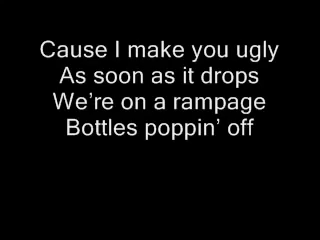 Cause I make you ugly
As soon as it drops
We’re on a rampage
Bottles poppin’ off